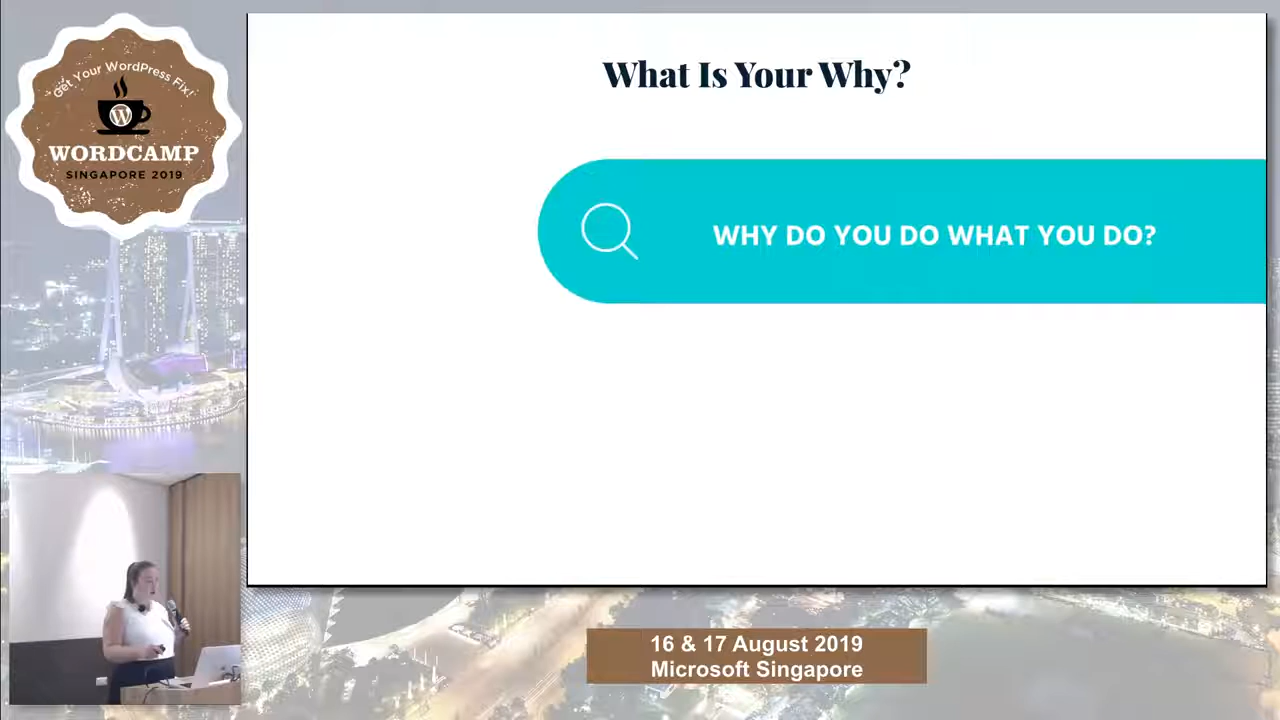 Get Your WordPress Fix!
W
WORDCAMP
SINGAPORE 2019
What Is Your Why?
WHY DO YOU DO WHAT YOU DO?
16 & 17 August 2019
Microsoft Singapore